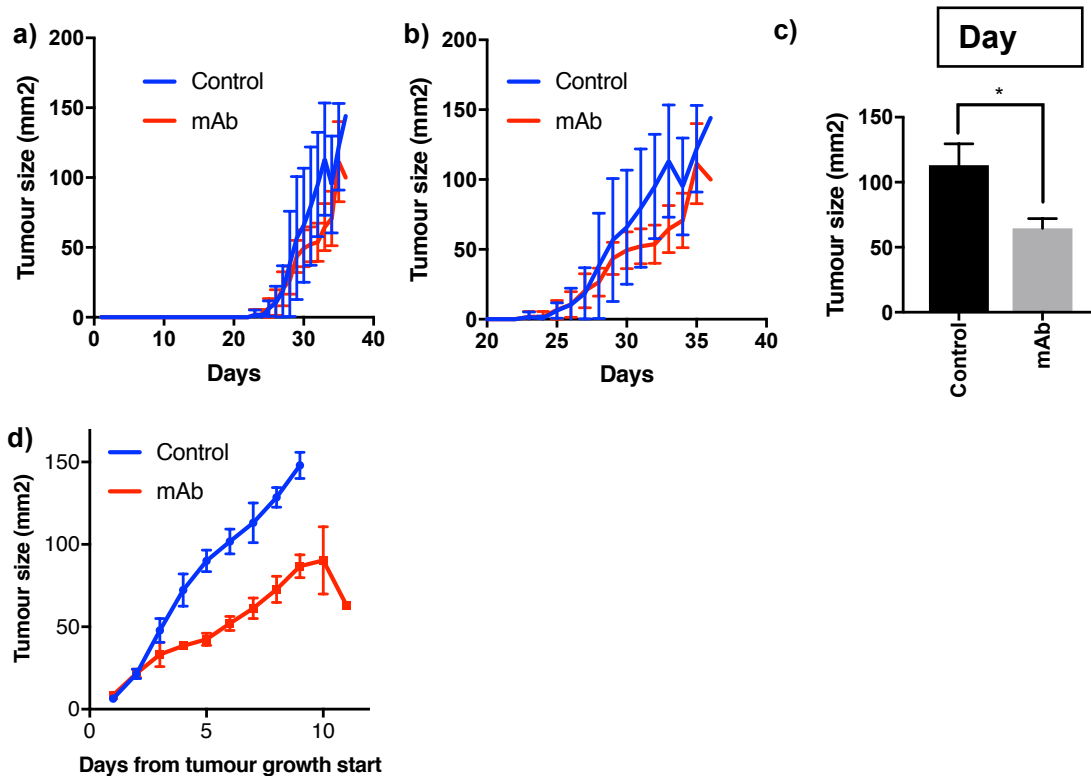 a)
200
150
100
50
0
Tumour size (mm2)
Control
mAb
0 10 20 30 40
Days
b)
200
150
100
50
0
Tumour size (mm2)
Control
mAb
20 25 30 35 40
Days
c)
Day
*
150
100
50
0
Tumour size (mm2)
Control
mAb
d)
150
100
50
0
Tumour size (mm2)
Control
mAb
0 5 10
Days from tumour growth start